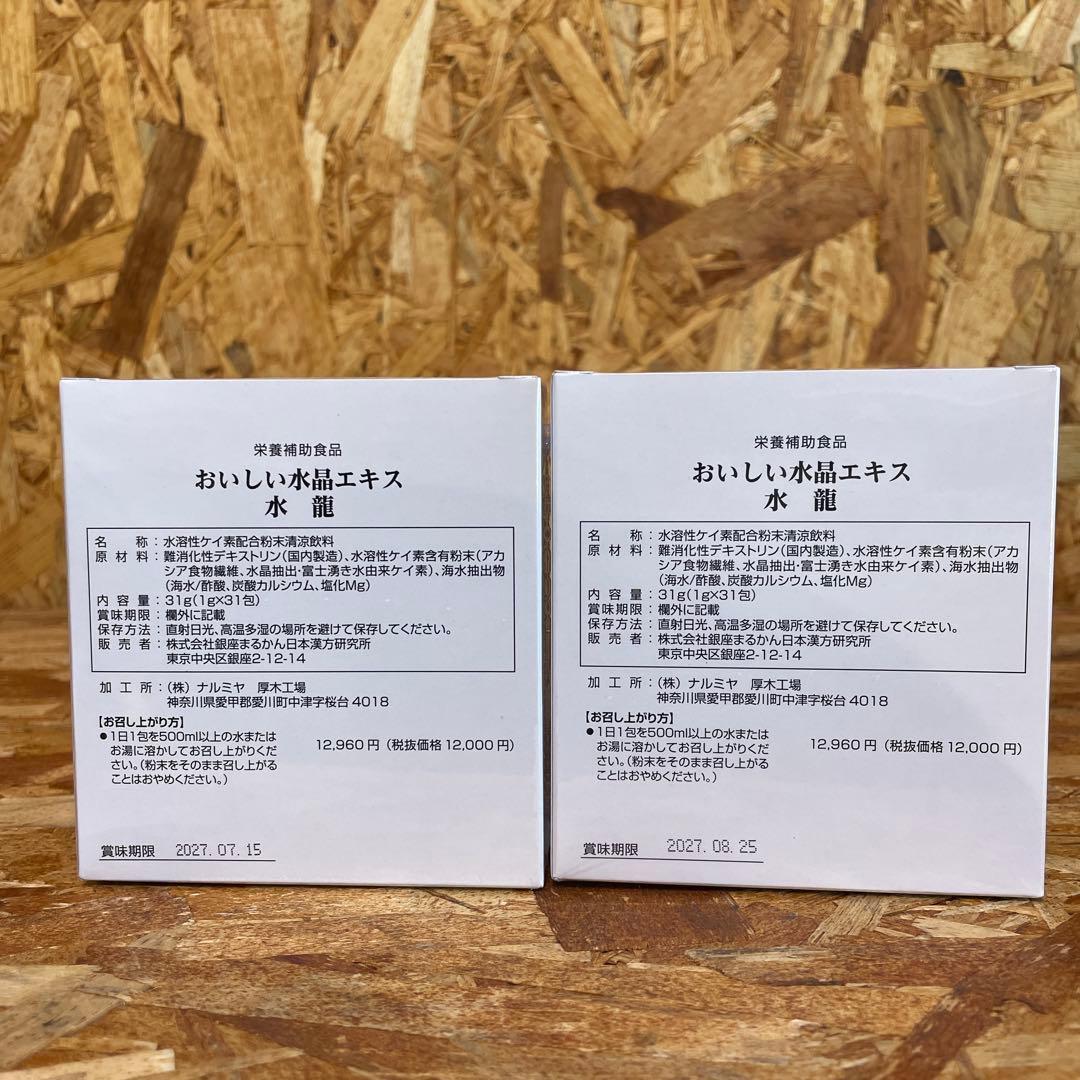 栄養補助食品
おいしい水晶エキス
水 龍
名 称:水溶性ケイ素配合粉末清涼飲料
原 材 料:難消化性デキストリン(国内製造)、水溶性ケイ素含有粉末(アカ
シア食物繊維、水晶抽出・富士湧き水由来ケイ素)、海水抽出物
(海水/酢酸、炭酸カルシウム、塩化Mg)
内 容 量:31g(1g×31包)
賞味期限:欄外に記載
保存方法:直射日光、高温多湿の場所を避けて保存してください。
販 売 者:株式会社銀座まるかん日本漢方研究所
東京中央区銀座2-12-14
加 工 所:(株)ナルミヤ 厚木工場
神奈川県愛甲郡愛川町中津字桜台4018
【お召し上がり方】
●1日1包を500ml以上の水または
お湯に溶かしてお召し上がりくだ
さい。(粉末をそのまま召し上がる
ことはおやめください。)
12,960円(税抜価格12,000円)
賞味期限 2027.07.15
栄養補助食品
おいしい水晶エキス
水 龍
名 称:水溶性ケイ素配合粉末清涼飲料
原 材 料:難消化性デキストリン(国内製造)、水溶性ケイ素含有粉末(アカ
シア食物繊維、水晶抽出・富士湧き水由来ケイ素)、海水抽出物
(海水/酢酸、炭酸カルシウム、塩化Mg)
内 容 量:31g(1g×31包)
賞味期限:欄外に記載
保存方法:直射日光、高温多湿の場所を避けて保存してください。
販 売 者:株式会社銀座まるかん日本漢方研究所
東京中央区銀座2-12-14
加 工 所:(株)ナルミヤ 厚木工場
神奈川県愛甲郡愛川町中津字桜台4018
【お召し上がり方】
●1日1包を500ml以上の水または
お湯に溶かしてお召し上がりくだ
さい。(粉末をそのまま召し上がる
ことはおやめください。)
12,960円(税抜価格12,000円)
賞味期限 2027.08.25